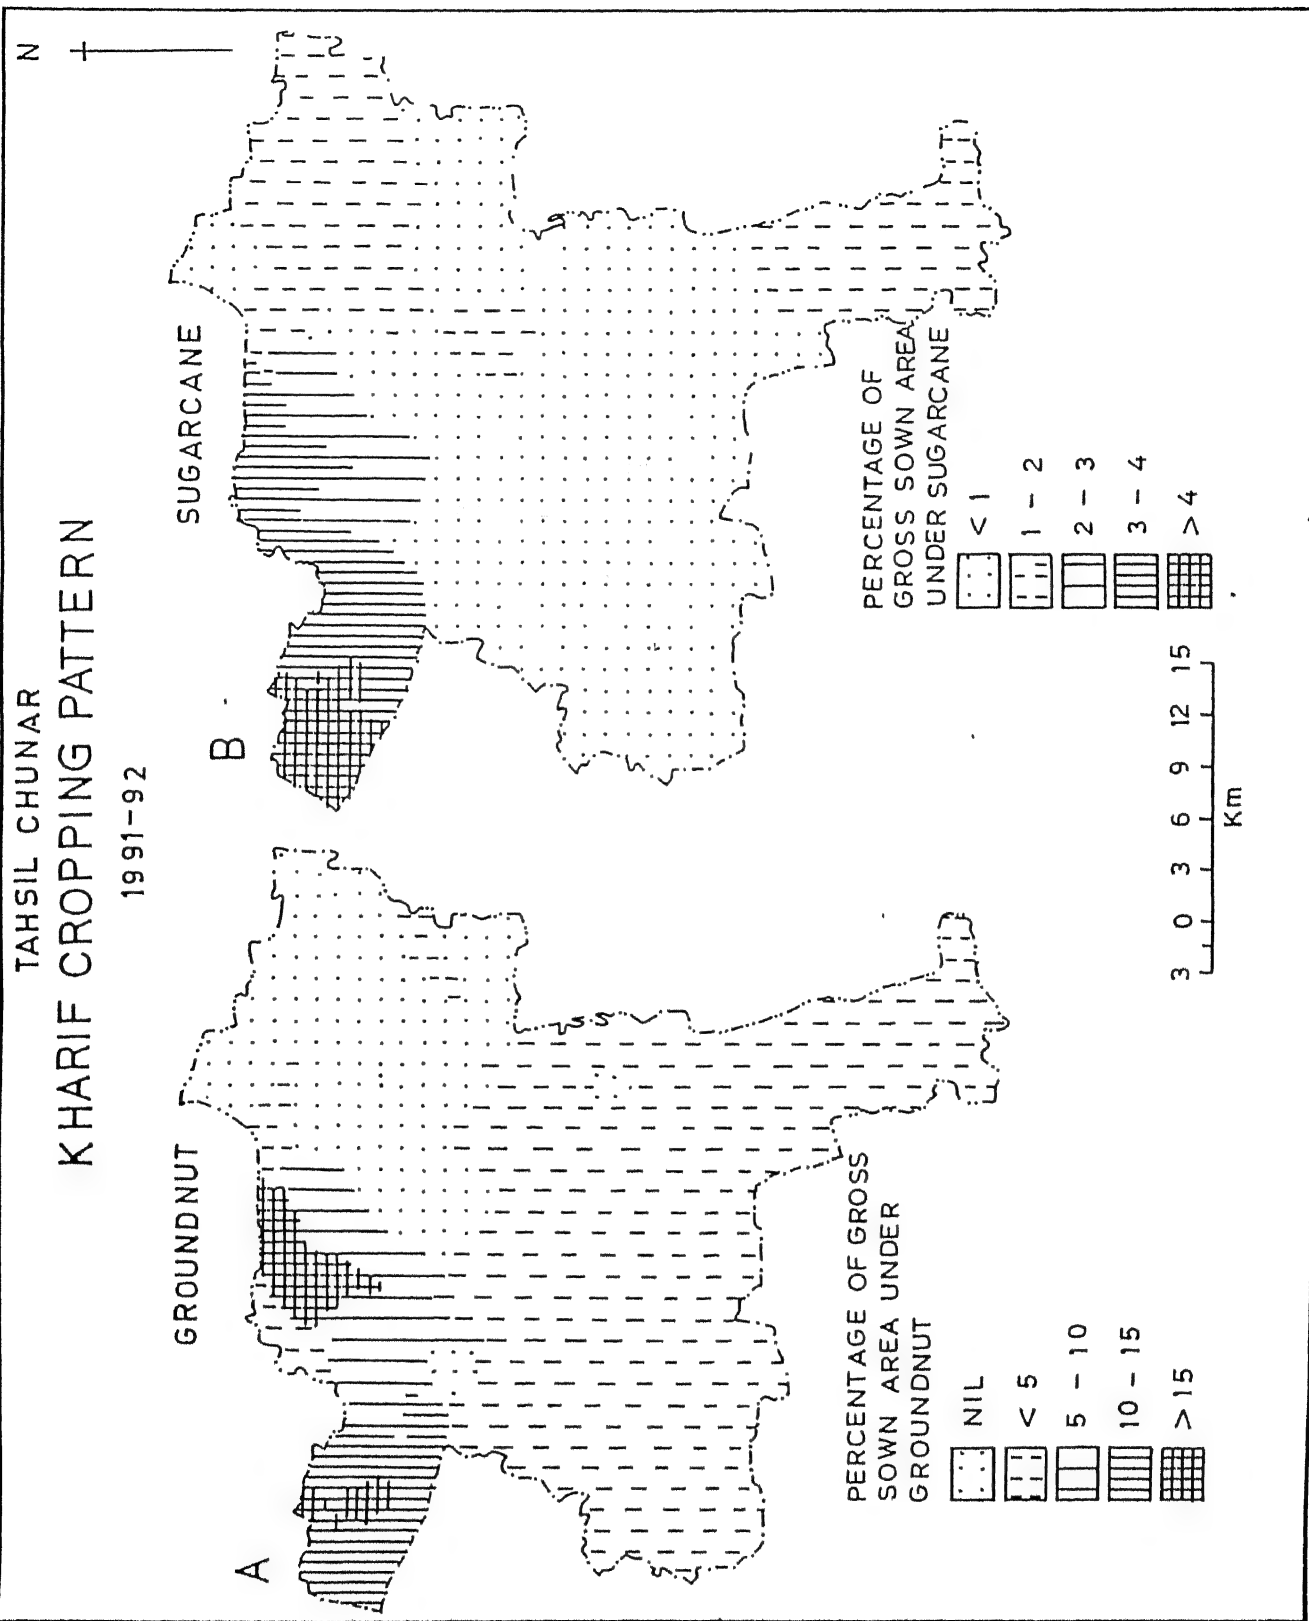 TAHSIL CHUNAR
KHARIF CROPPING PATTERN
1991-92
N
A
GROUNDNUT
B
SUGARCANE
PERCENTAGE OF GROSS
SOWN AREA UNDER
GROUNDNUT
NIL
< 5
5 - 10
10 - 15
> 15
3 0 3 6 9 12 15
Km
PERCENTAGE OF
GROSS SOWN AREA
UNDER SUGARCANE
< 1
1 - 2
2 - 3
3 - 4
> 4